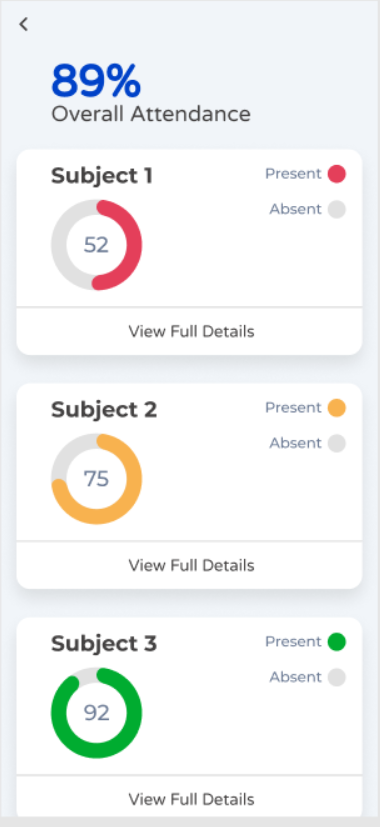 89%
Overall Attendance
Subject 1
Present
Absent
52
View Full Details
Subject 2
Present
Absent
75
View Full Details
Subject 3
Present
Absent
92
View Full Details